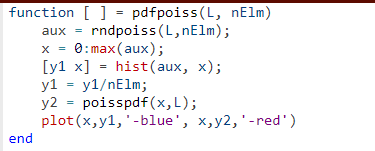 function [ ] = pdfpoiss(L, nElm)
    aux = rndpoiss(L,nElm);
    x = 0:max(aux);
    [y1 x] = hist(aux, x);
    y1 = y1/nElm;
    y2 = poisspdf(x,L);
    plot(x,y1,'-blue', x,y2,'-red')
end